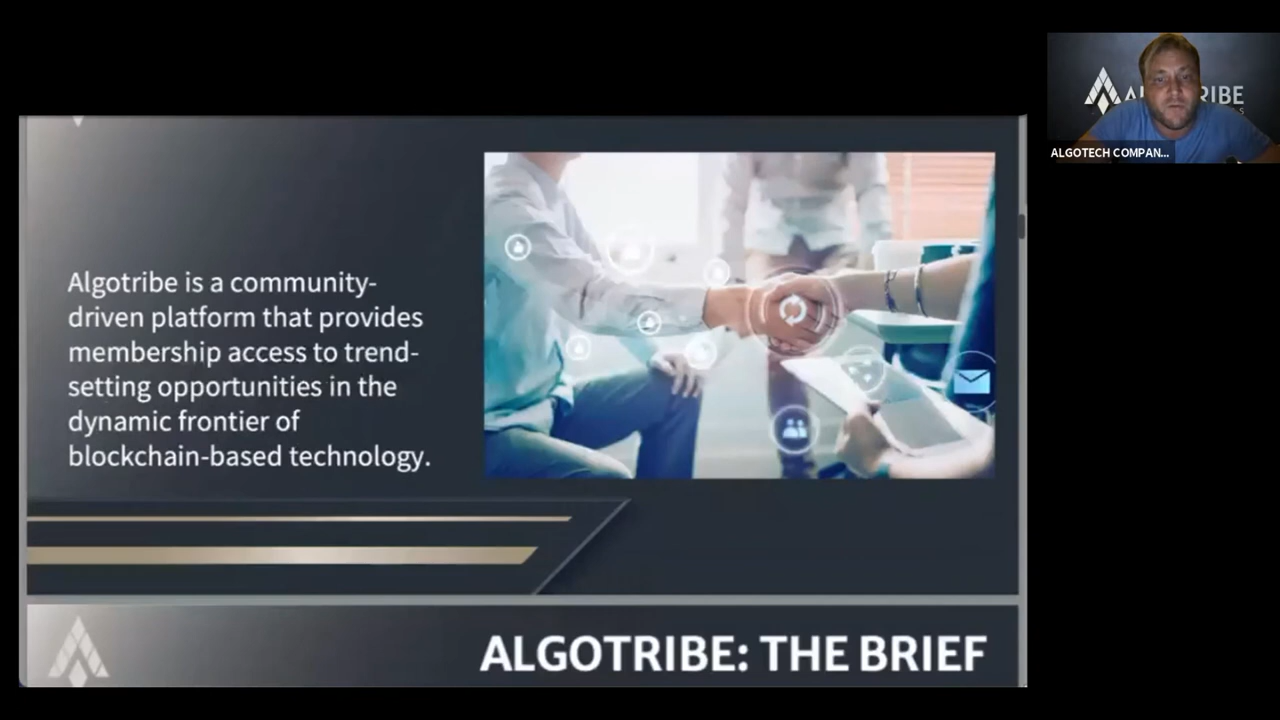 Algotribe is a community-
driven platform that provides
membership access to trend-
setting opportunities in the
dynamic frontier of
blockchain-based technology.
ALGOTRIBE: THE BRIEF
ALGOTECH COMPAN...